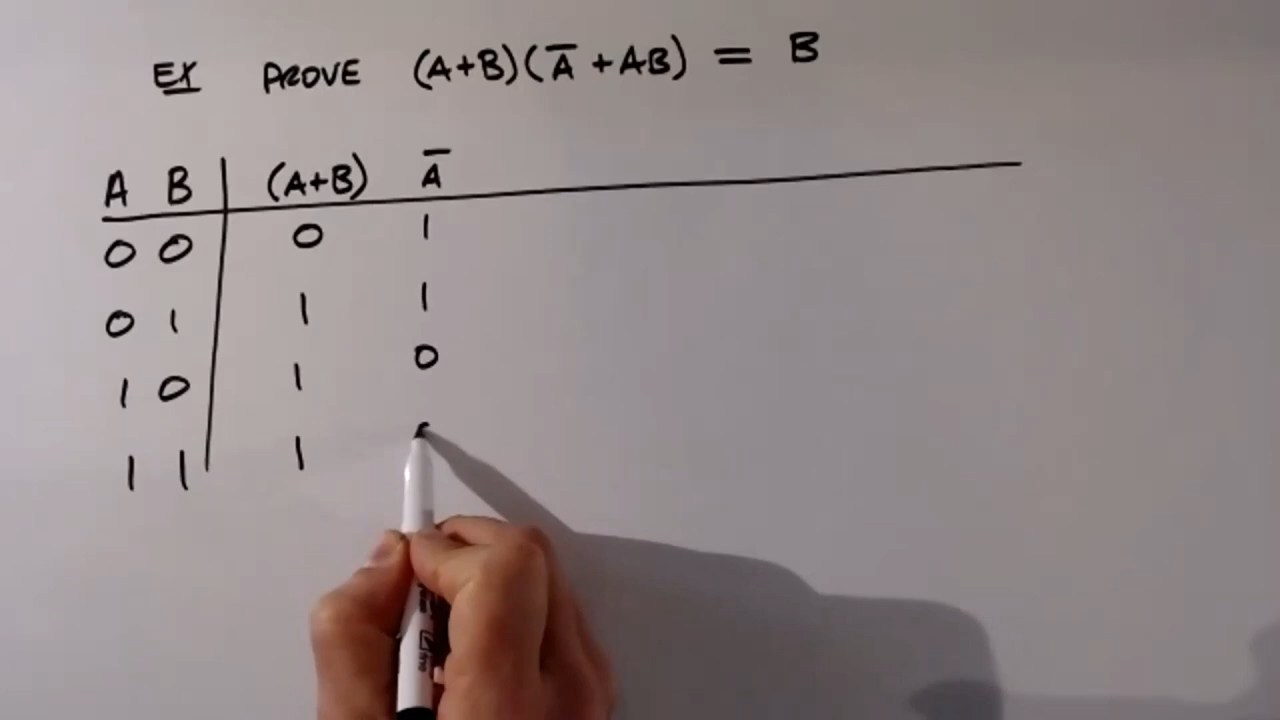 EX PROVE (A+B)(A̅ + AB) = B
A B (A+B) A̅
0 0 0 1
0 1 1 1
1 0 1 0
1 1 1